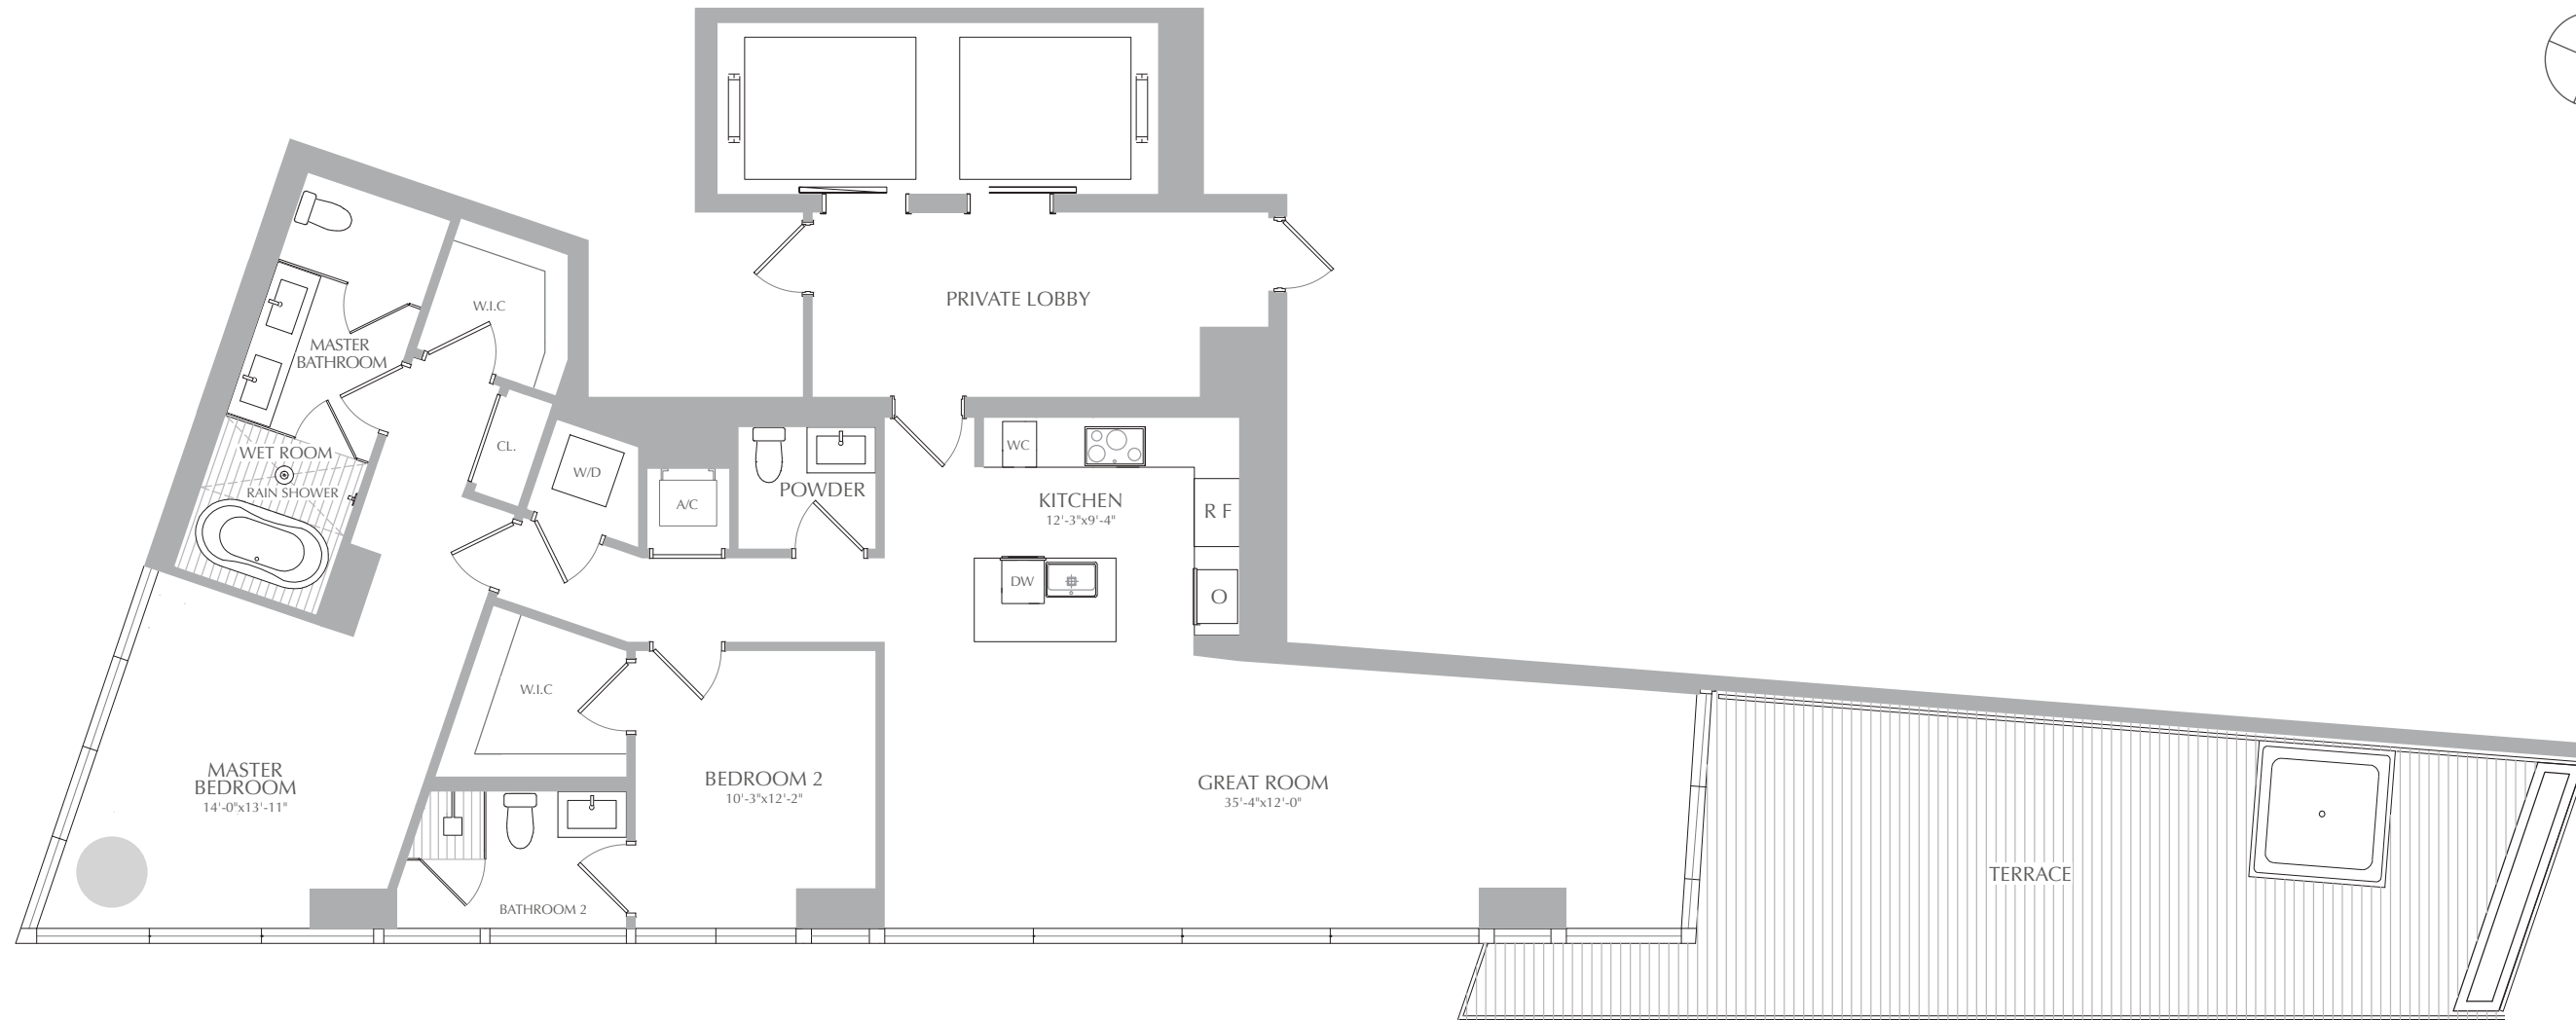 PRIVATE LOBBY
W.I.C
MASTER
BATHROOM
CL.
WET ROOM
RAIN SHOWER
W/D
A/C
POWDER
WC
KITCHEN
12'-3"x9'-4"
R F
DW
O
W.I.C
MASTER
BEDROOM
14'-0"x13'-11"
BEDROOM 2
10'-3"x12'-2"
GREAT ROOM
35'-4"x12'-0"
TERRACE
BATHROOM 2